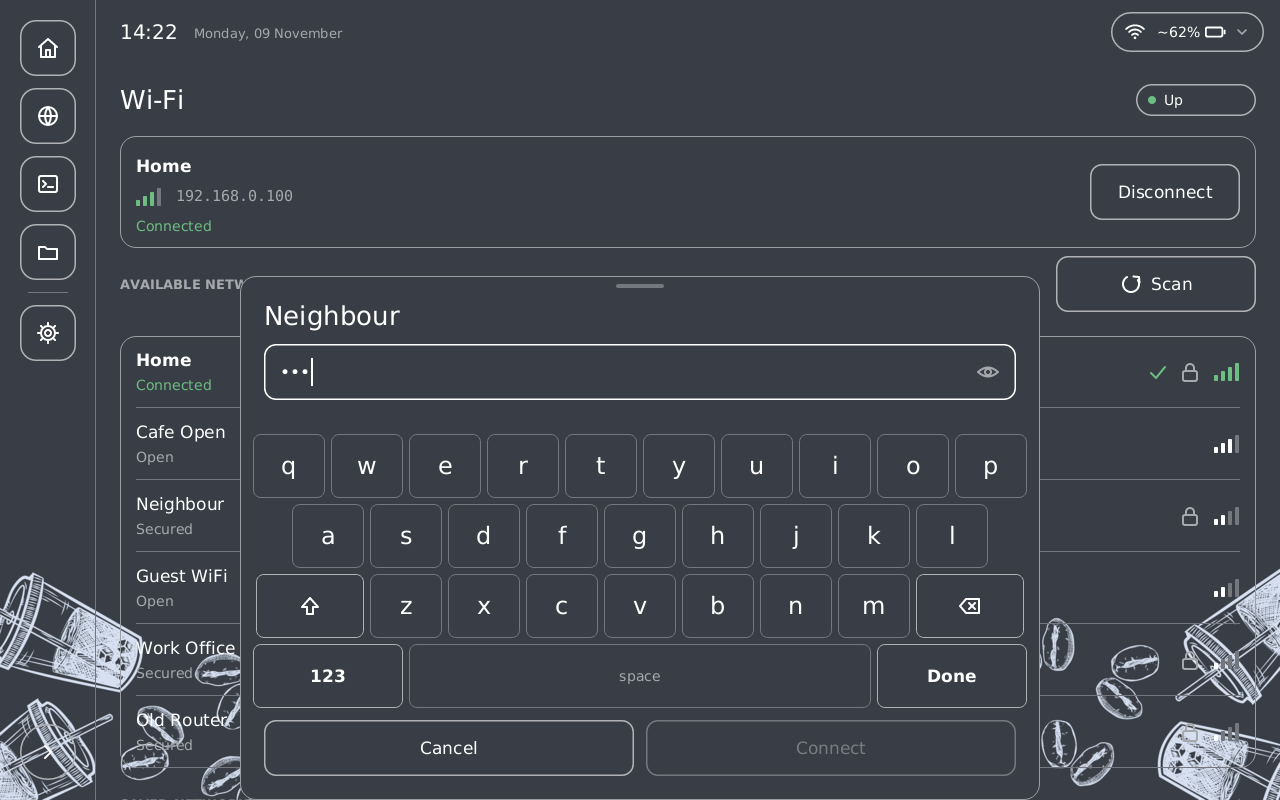 14:22 Monday, 09 November
~62%
Wi-Fi
Up
Home
192.168.0.100
Connected
Disconnect
Scan
Home
Connected
Cafe Open
Open
Neighbour
Secured
Guest WiFi
Open
Work Office
Secured
Old Router
Secured
Neighbour
•••
q w e r t y u i o p
a s d f g h j k l
z x c v b n m
123 space Done
Cancel Connect